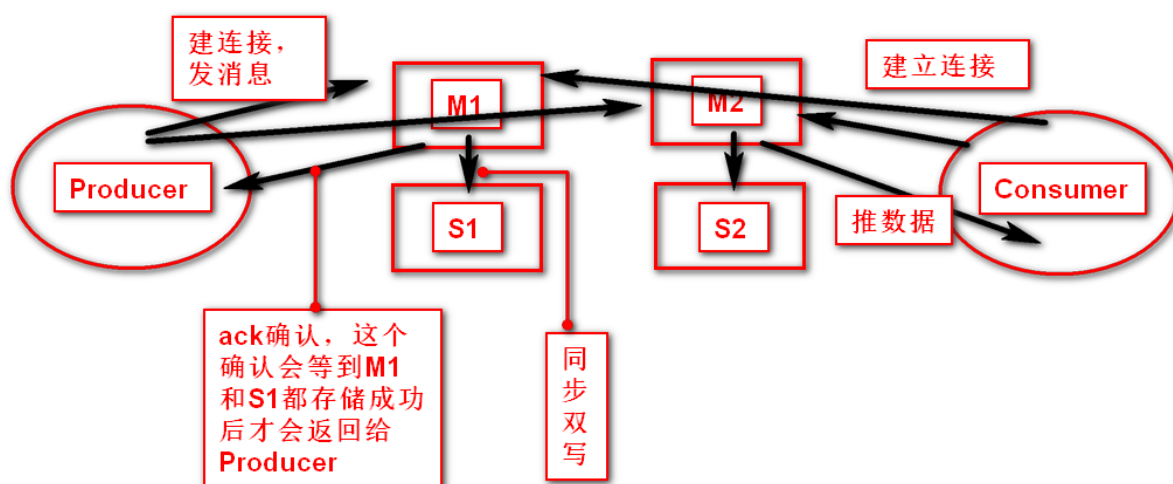 建连接，
发消息
建立连接
M1
M2
Producer
Consumer
S1
S2
推数据
ack确认，这个
确认会等到M1
和S1都存储成功
后才会返回给
Producer
同
步
双
写